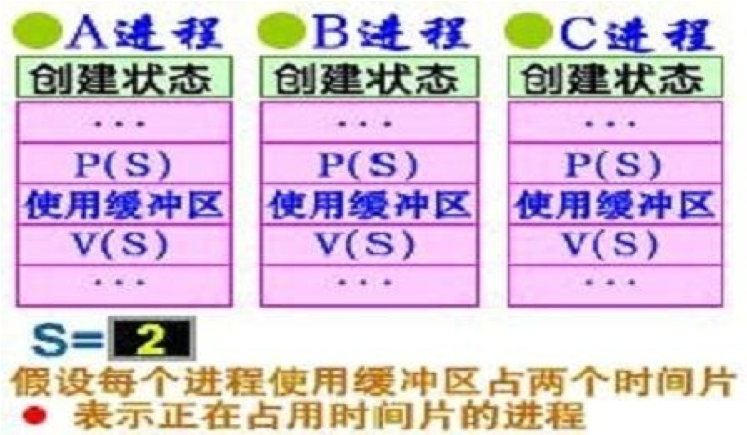 A进程 B进程 C进程
创建状态 创建状态 创建状态
... ... ...
P(S) P(S) P(S)
使用缓冲区 使用缓冲区 使用缓冲区
V(S) V(S) V(S)
... ... ...
S=2
假设每个进程使用缓冲区占两个时间片
表示正在占用时间片的进程